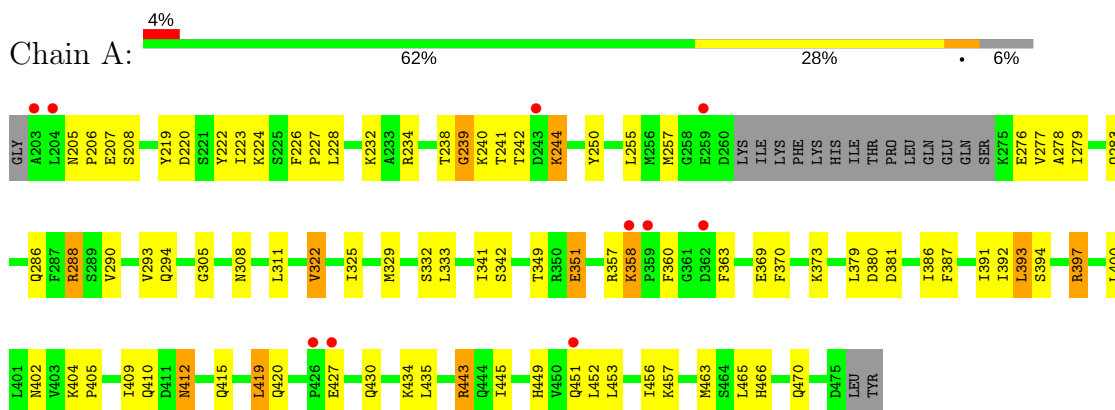 4%
Chain A:
62% 28% • 6%
GLY A203 L204 N205 P206 E207 S208 Y219 D220 S221 Y222 I223 K224 S225 F226 P227 L228 K232 A233 R234 T238 G239 K240 T241 T242 D243 K244 Y250 L255 M256 M257 G258 E259 D260 LYS ILE LYS PHE LYS HIS ILE THR PRO LEU GLN GLU GLN SER K275 E276 V277 A278 I279
Q286 F287 R288 S289 V290 V293 Q294 G305 N308 L311 V322 I325 M329 S332 L333 I341 S342 T349 R350 E351 R357 K358 P359 F360 G361 D362 F363 E369 F370 K373 L379 D380 D381 I386 F387 I391 I392 L393 S394 R397 L400
L401 N402 V403 K404 P405 I409 Q410 D411 N412 Q415 L419 Q420 P426 E427 Q430 K434 L435 R443 Q444 I445 H449 V450 Q451 L452 L453 I456 K457 M463 S464 L465 H466 Q470 D475 LEU TYR